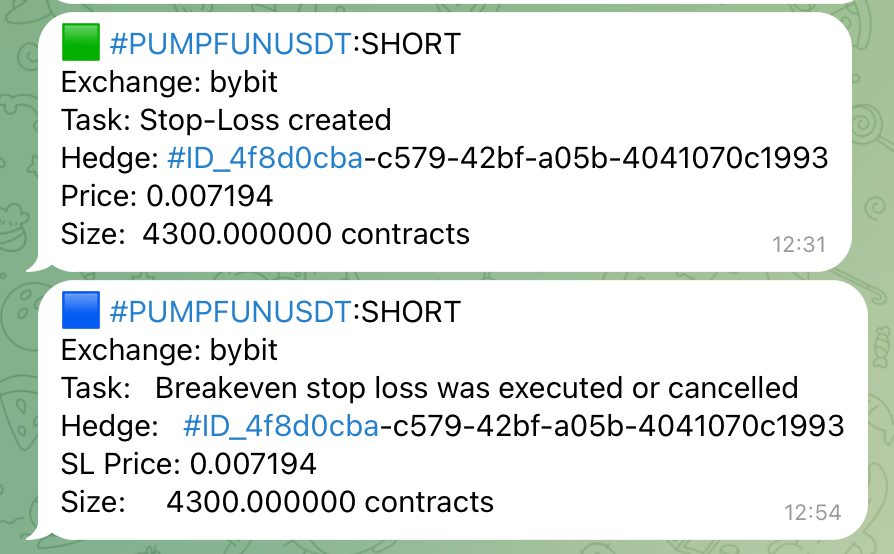 #PUMPFUNUSDT:SHORT
Exchange: bybit
Task: Stop-Loss created
Hedge: #ID_4f8d0cba-c579-42bf-a05b-4041070c1993
Price: 0.007194
Size: 4300.000000 contracts
12:31
#PUMPFUNUSDT:SHORT
Exchange: bybit
Task: Breakeven stop loss was executed or cancelled
Hedge: #ID_4f8d0cba-c579-42bf-a05b-4041070c1993
SL Price: 0.007194
Size: 4300.000000 contracts
12:54